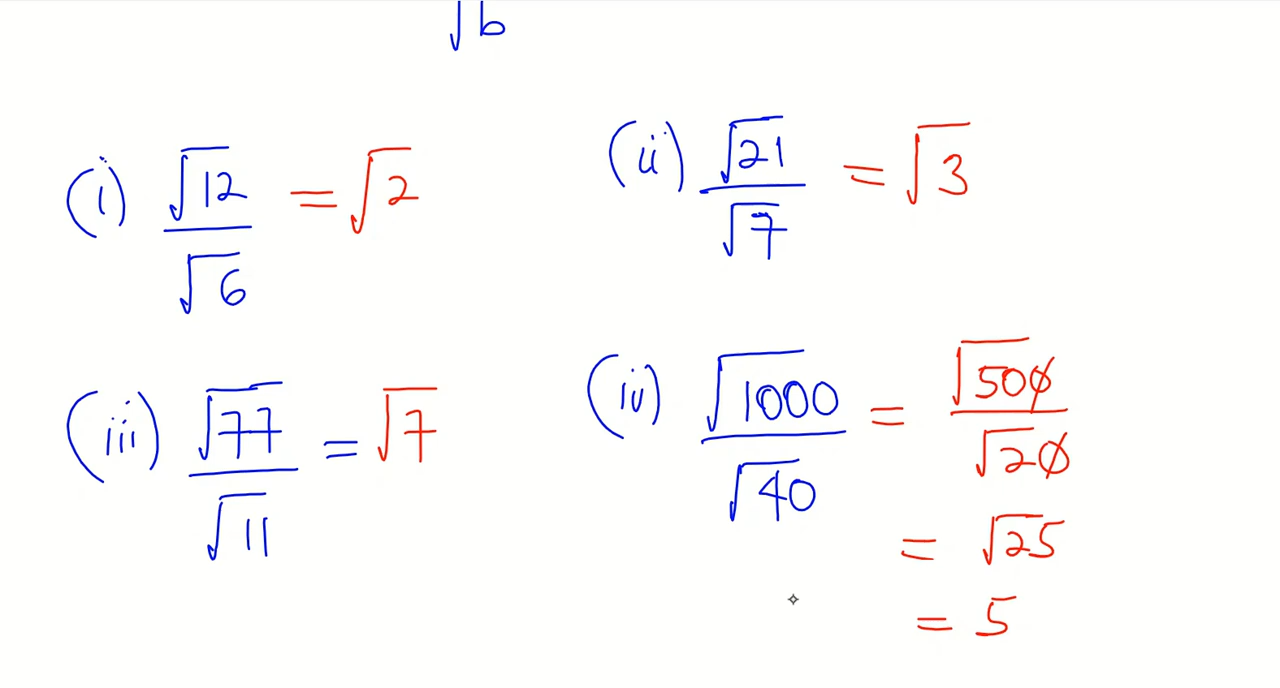 √b
(i) √12/√6 = √2
(ii) √21/√7 = √3
(iii) √77/√11 = √7
(iv) √1000/√40 = √500/√20
= √25
= 5